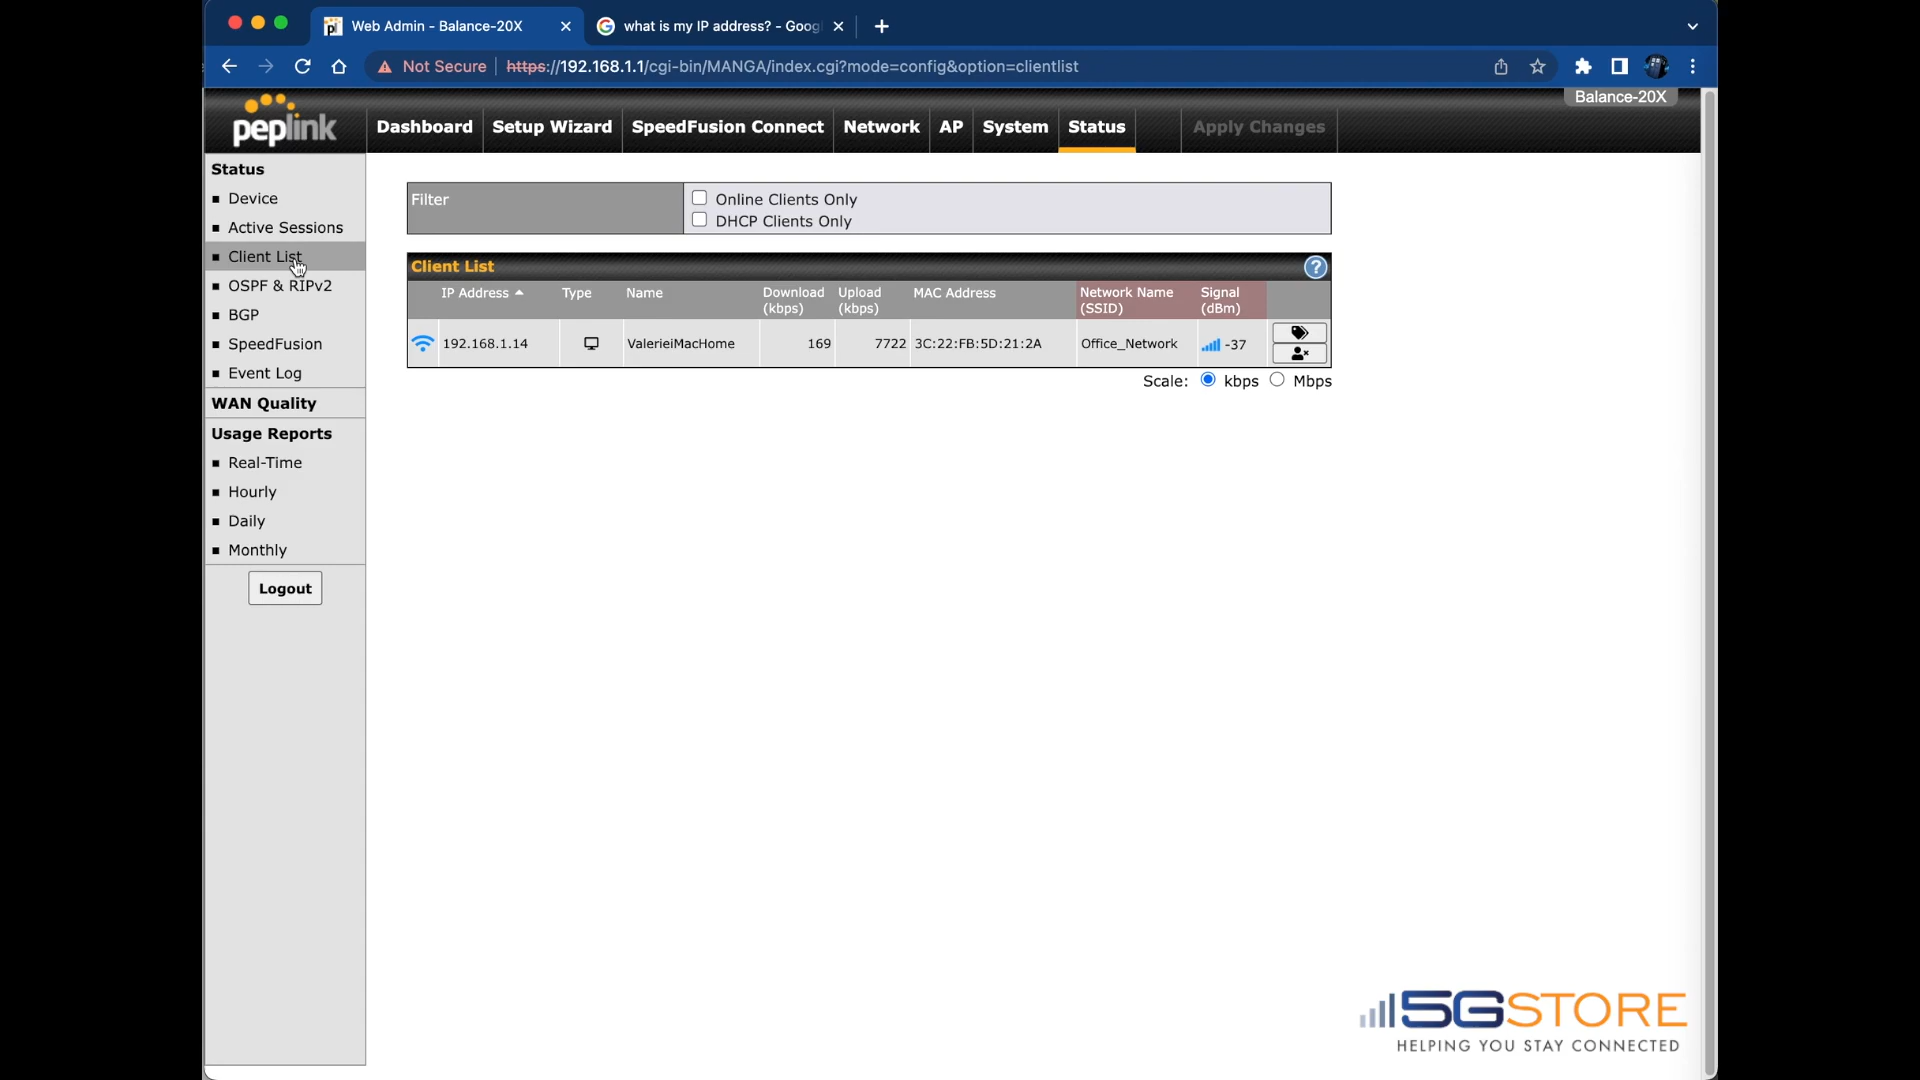 Web Admin - Balance-20X
what is my IP address? - Goog
Not Secure
https://192.168.1.1/cgi-bin/MANGA/index.cgi?mode=config&option=clientlist
Balance-20X
peplink
Dashboard
Setup Wizard
SpeedFusion Connect
Network
AP
System
Status
Apply Changes
Status
Device
Active Sessions
Client List
OSPF & RIPv2
BGP
SpeedFusion
Event Log
WAN Quality
Usage Reports
Real-Time
Hourly
Daily
Monthly
Logout
Filter
Online Clients Only
DHCP Clients Only
Client List
?
IP Address Type Name Download (kbps) Upload (kbps) MAC Address Network Name (SSID) Signal (dBm)
192.168.1.14 ValerieiMacHome 169 7722 3C:22:FB:5D:21:2A Office_Network -37
Scale: kbps Mbps
5GSTORE
HELPING YOU STAY CONNECTED